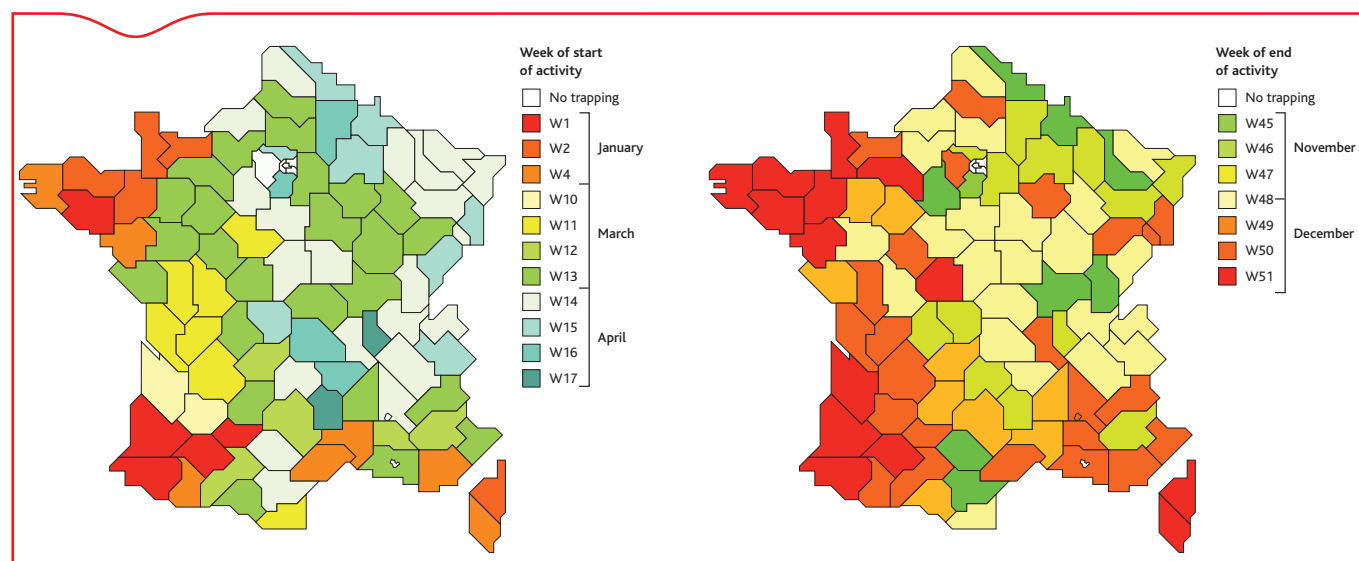 Week of start
of activity
No trapping
W1
W2
W4
W10
W11
W12
W13
W14
W15
W16
W17
January
March
April
Week of end
of activity
No trapping
W45
W46
W47
W48
W49
W50
W51
November
December